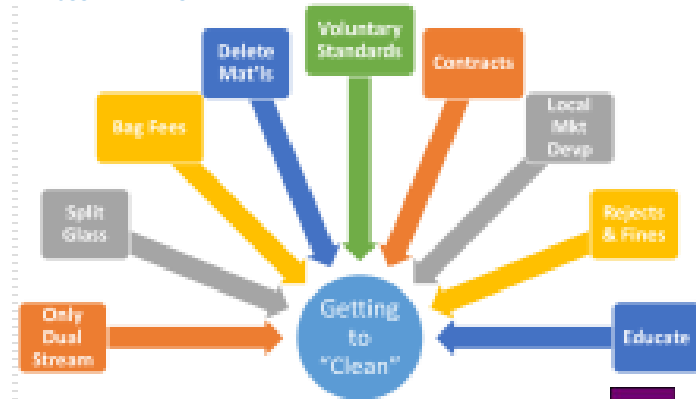 Voluntary
Standards
Delete
Mat'ls
Contracts
Bag Fees
Local
Mkt
Devp
Split
Glass
Rejects
& Fines
Only
Dual
Stream
Getting
to
"Clean"
Educate